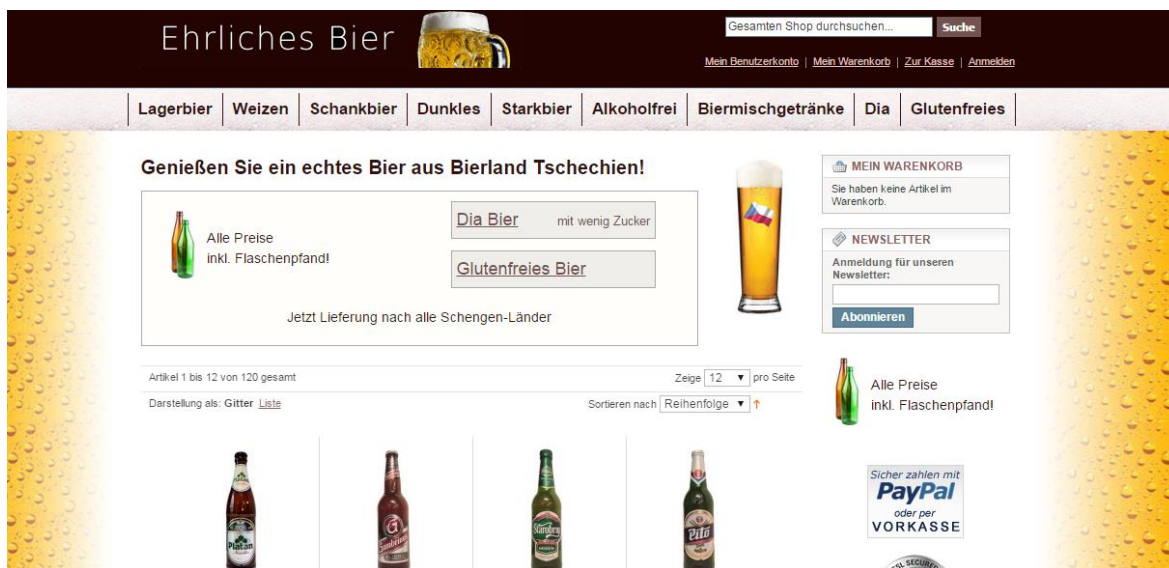 Ehrliches Bier
Gesamten Shop durchsuchen...
Suche
Mein Benutzerkonto | Mein Warenkorb | Zur Kasse | Anmelden
Lagerbier | Weizen | Schankbier | Dunkles | Starkbier | Alkoholfrei | Biermischgetränke | Dia | Glutenfreies
Genießen Sie ein echtes Bier aus Bierland Tschechien!
Alle Preise
inkl. Flaschenpfand!
Dia Bier mit wenig Zucker
Glutenfreies Bier
Jetzt Lieferung nach alle Schengen-Länder
MEIN WARENKORB
Sie haben keine Artikel im
Warenkorb.
NEWSLETTER
Anmeldung für unseren
Newsletter:
Abonnieren
Artikel 1 bis 12 von 120 gesamt
Zeige 12 pro Seite
Darstellung als: Gitter Liste
Sortieren nach Reihenfolge
Alle Preise
inkl. Flaschenpfand!
Platan
Gambrinus
Starobrno
Pito
Sicher zahlen mit
PayPal
oder per
VORKASSE
SSL SECURED